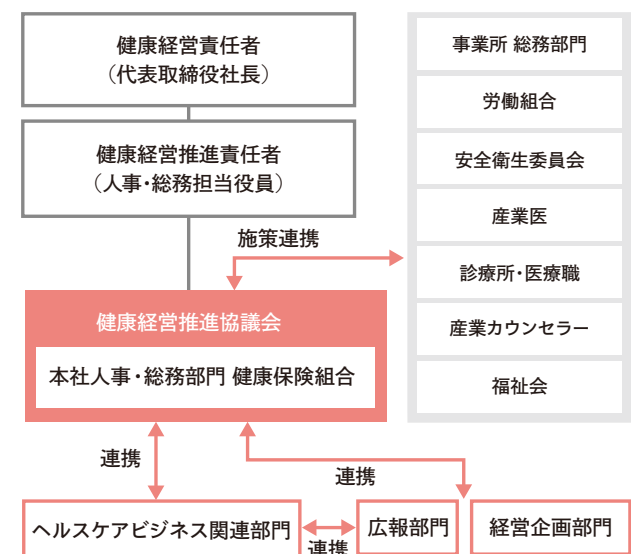 健康経営責任者
（代表取締役社長）
健康経営推進責任者
（人事・総務担当役員）
施策連携
健康経営推進協議会
本社人事・総務部門 健康保険組合
事業所 総務部門
労働組合
安全衛生委員会
産業医
診療所・医療職
産業カウンセラー
福祉会
連携
連携
ヘルスケアビジネス関連部門
連携
広報部門
経営企画部門